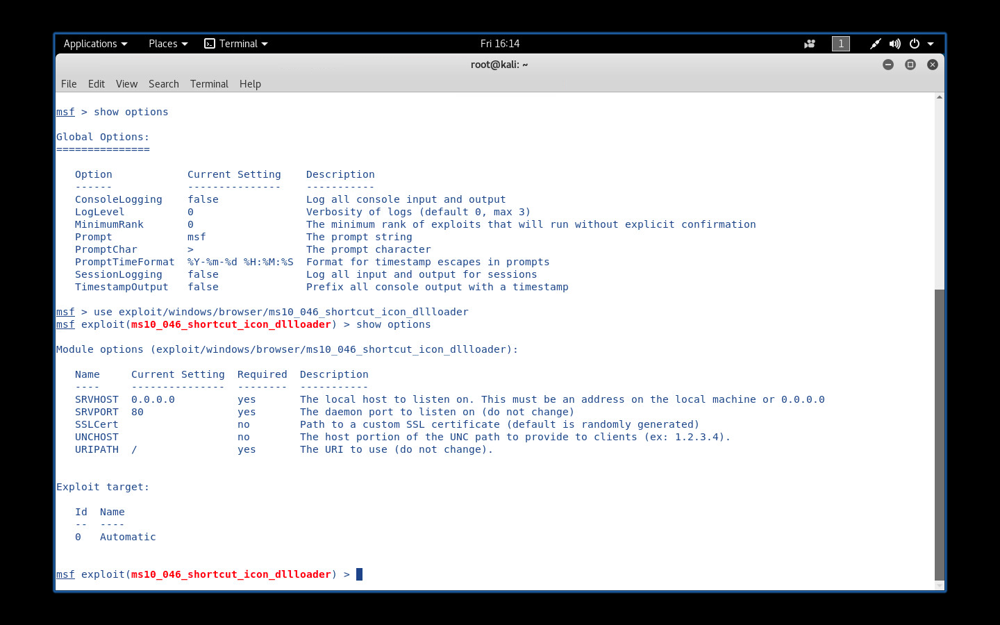 Applications Places Terminal Fri 16:14 1
root@kali: ~
File Edit View Search Terminal Help
msf > show options
Global Options:
===============
Option Current Setting Description
------ --------------- -----------
ConsoleLogging false Log all console input and output
LogLevel 0 Verbosity of logs (default 0, max 3)
MinimumRank 0 The minimum rank of exploits that will run without explicit confirmation
Prompt msf The prompt string
PromptChar > The prompt character
PromptTimeFormat %Y-%m-%d %H:%M:%S Format for timestamp escapes in prompts
SessionLogging false Log all input and output for sessions
TimestampOutput false Prefix all console output with a timestamp
msf > use exploit/windows/browser/ms10_046_shortcut_icon_dllloader
msf exploit(ms10_046_shortcut_icon_dllloader) > show options
Module options (exploit/windows/browser/ms10_046_shortcut_icon_dllloader):
Name Current Setting Required Description
---- --------------- -------- -----------
SRVHOST 0.0.0.0 yes The local host to listen on. This must be an address on the local machine or 0.0.0.0
SRVPORT 80 yes The daemon port to listen on (do not change)
SSLCert no Path to a custom SSL certificate (default is randomly generated)
UNCHOST no The host portion of the UNC path to provide to clients (ex: 1.2.3.4).
URIPATH / yes The URI to use (do not change).
Exploit target:
Id Name
-- ----
0 Automatic
msf exploit(ms10_046_shortcut_icon_dllloader) >